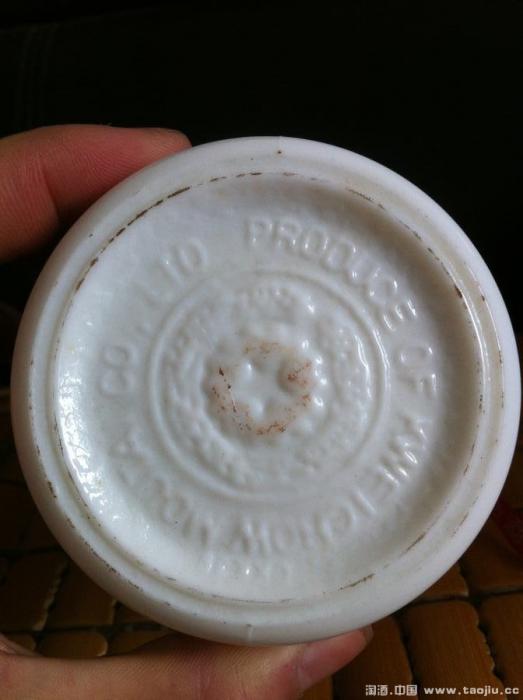 PRODUCE OF KWEICHOW MOUTAI CO., LTD
淘酒.中国 www.taojiu.cc